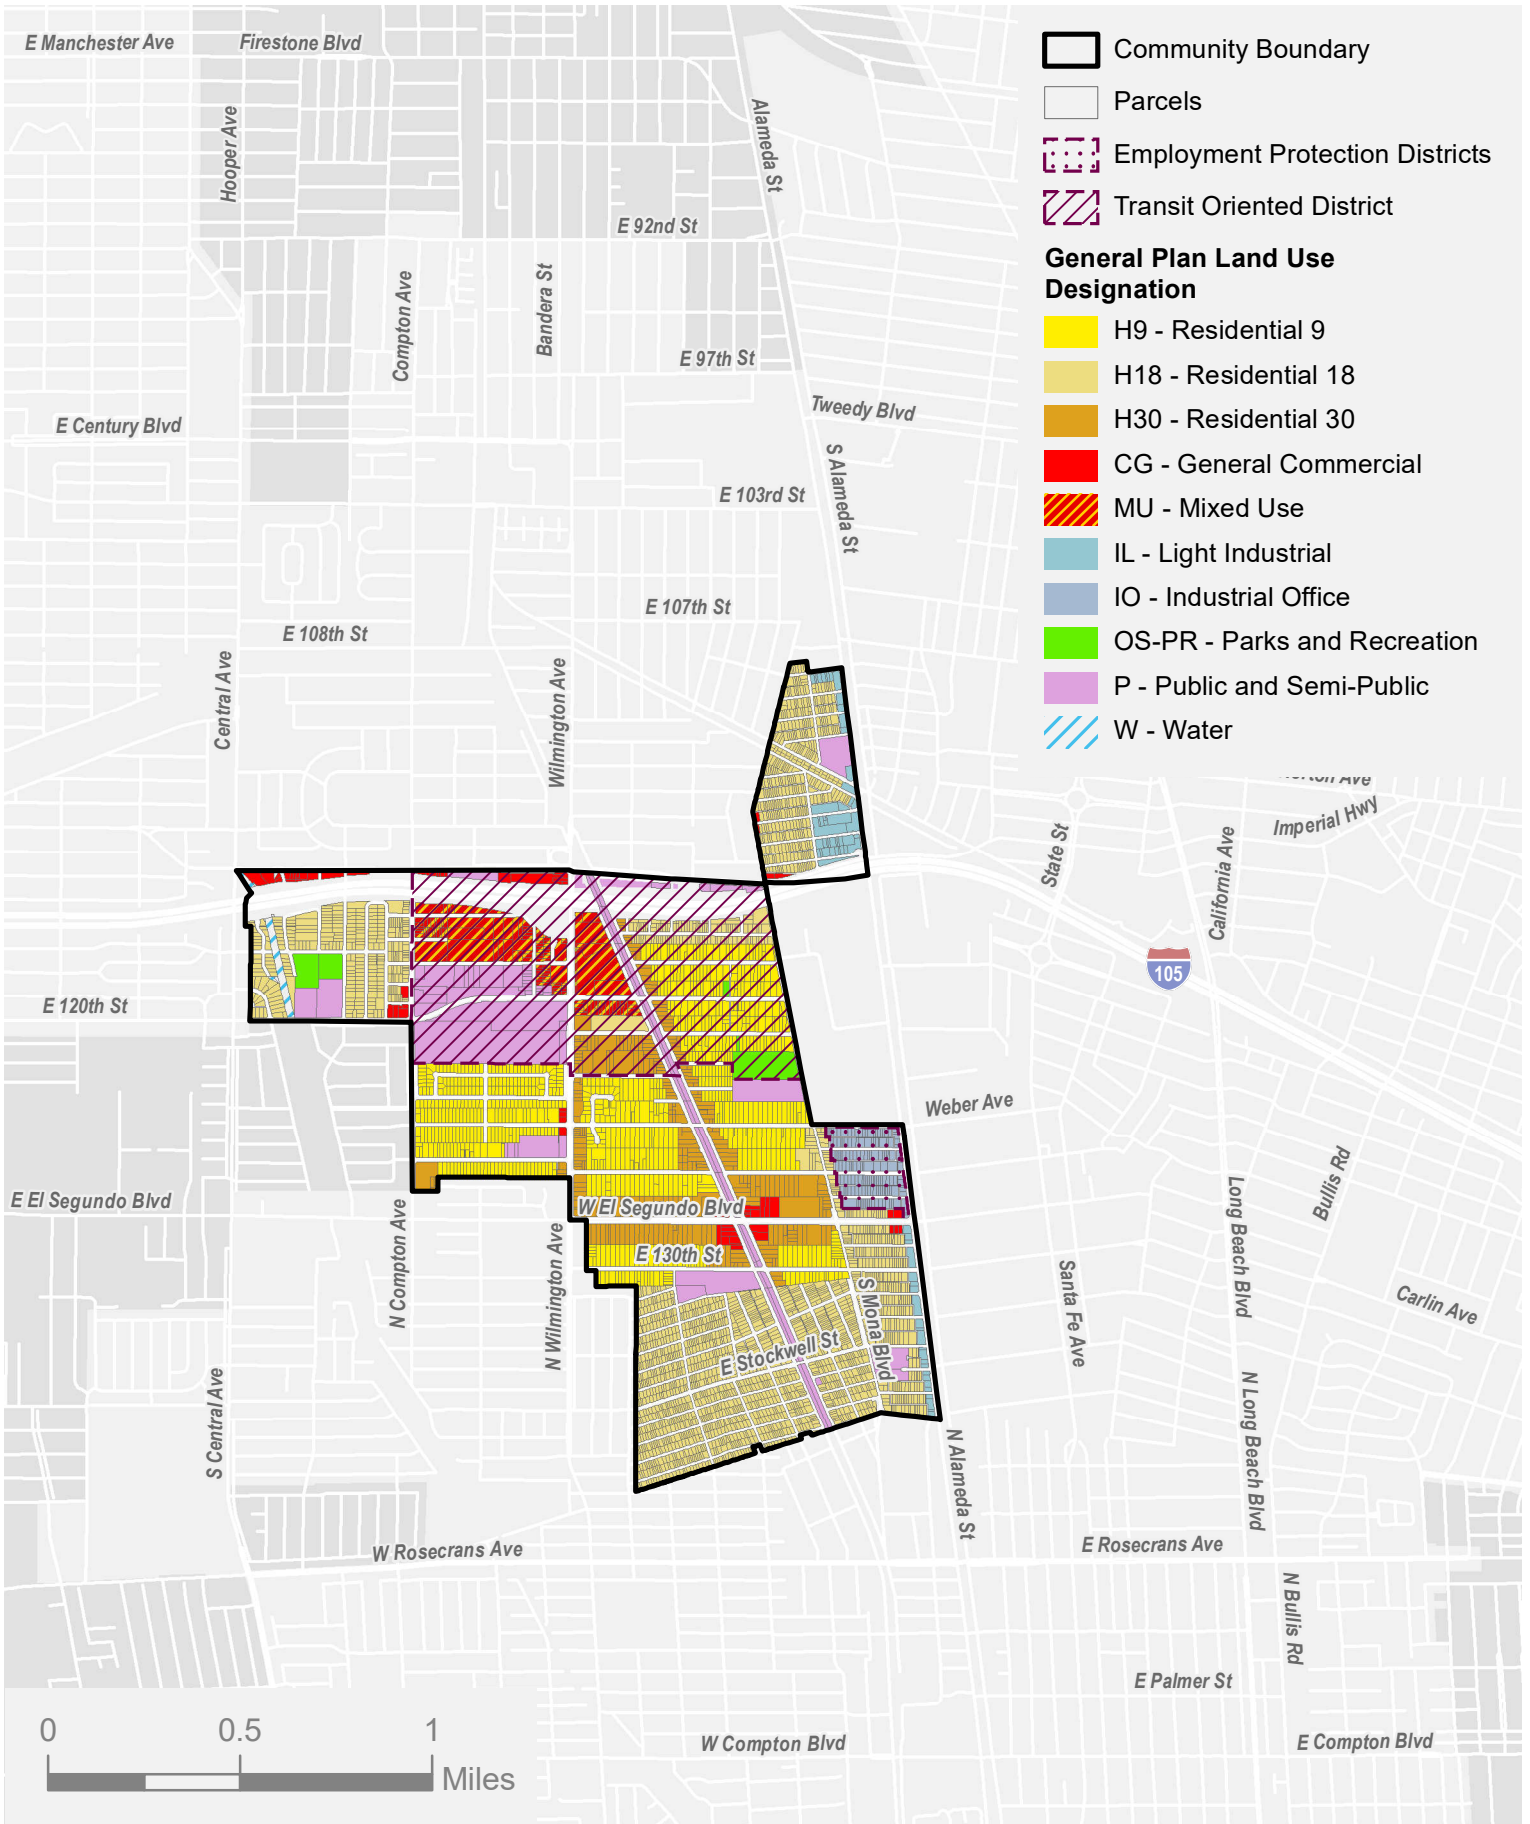 E Manchester Ave
Firestone Blvd
Hooper Ave
Alameda St
E 92nd St
Compton Ave
Bandera St
E 97th St
Tweedy Blvd
E Century Blvd
S Alameda St
E 103rd St
E 107th St
E 108th St
Central Ave
Wilmington Ave
Community Boundary
Parcels
Employment Protection Districts
Transit Oriented District
General Plan Land Use
Designation
H9 - Residential 9
H18 - Residential 18
H30 - Residential 30
CG - General Commercial
MU - Mixed Use
IL - Light Industrial
IO - Industrial Office
OS-PR - Parks and Recreation
P - Public and Semi-Public
W - Water
Imperial Hwy
State St
California Ave
105
E 120th St
Weber Ave
Bullis Rd
E El Segundo Blvd
W El Segundo Blvd
N Compton Ave
N Wilmington Ave
E 130th St
S Mona Blvd
E Stockwell St
Santa Fe Ave
Long Beach Blvd
Carlin Ave
S Central Ave
N Alameda St
N Long Beach Blvd
W Rosecrans Ave
E Rosecrans Ave
N Bullis Rd
E Palmer St
W Compton Blvd
E Compton Blvd
0 0.5 1
Miles